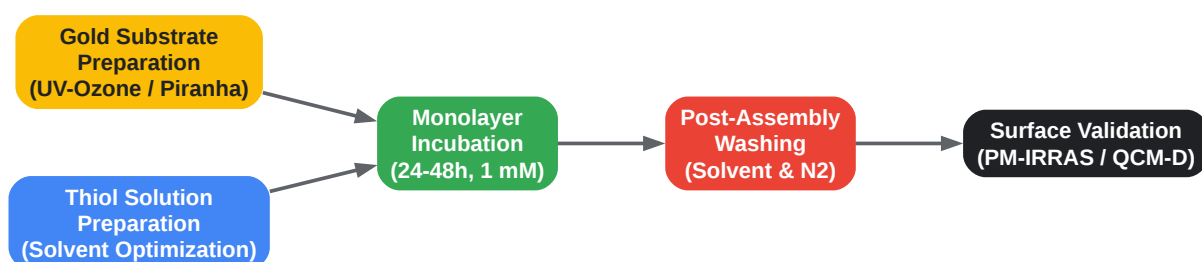 Gold Substrate
Preparation
(UV-Ozone / Piranha)
Thiol Solution
Preparation
(Solvent Optimization)
Monolayer
Incubation
(24-48h, 1 mM)
Post-Assembly
Washing
(Solvent & N2)
Surface Validation
(PM-IRRAS / QCM-D)